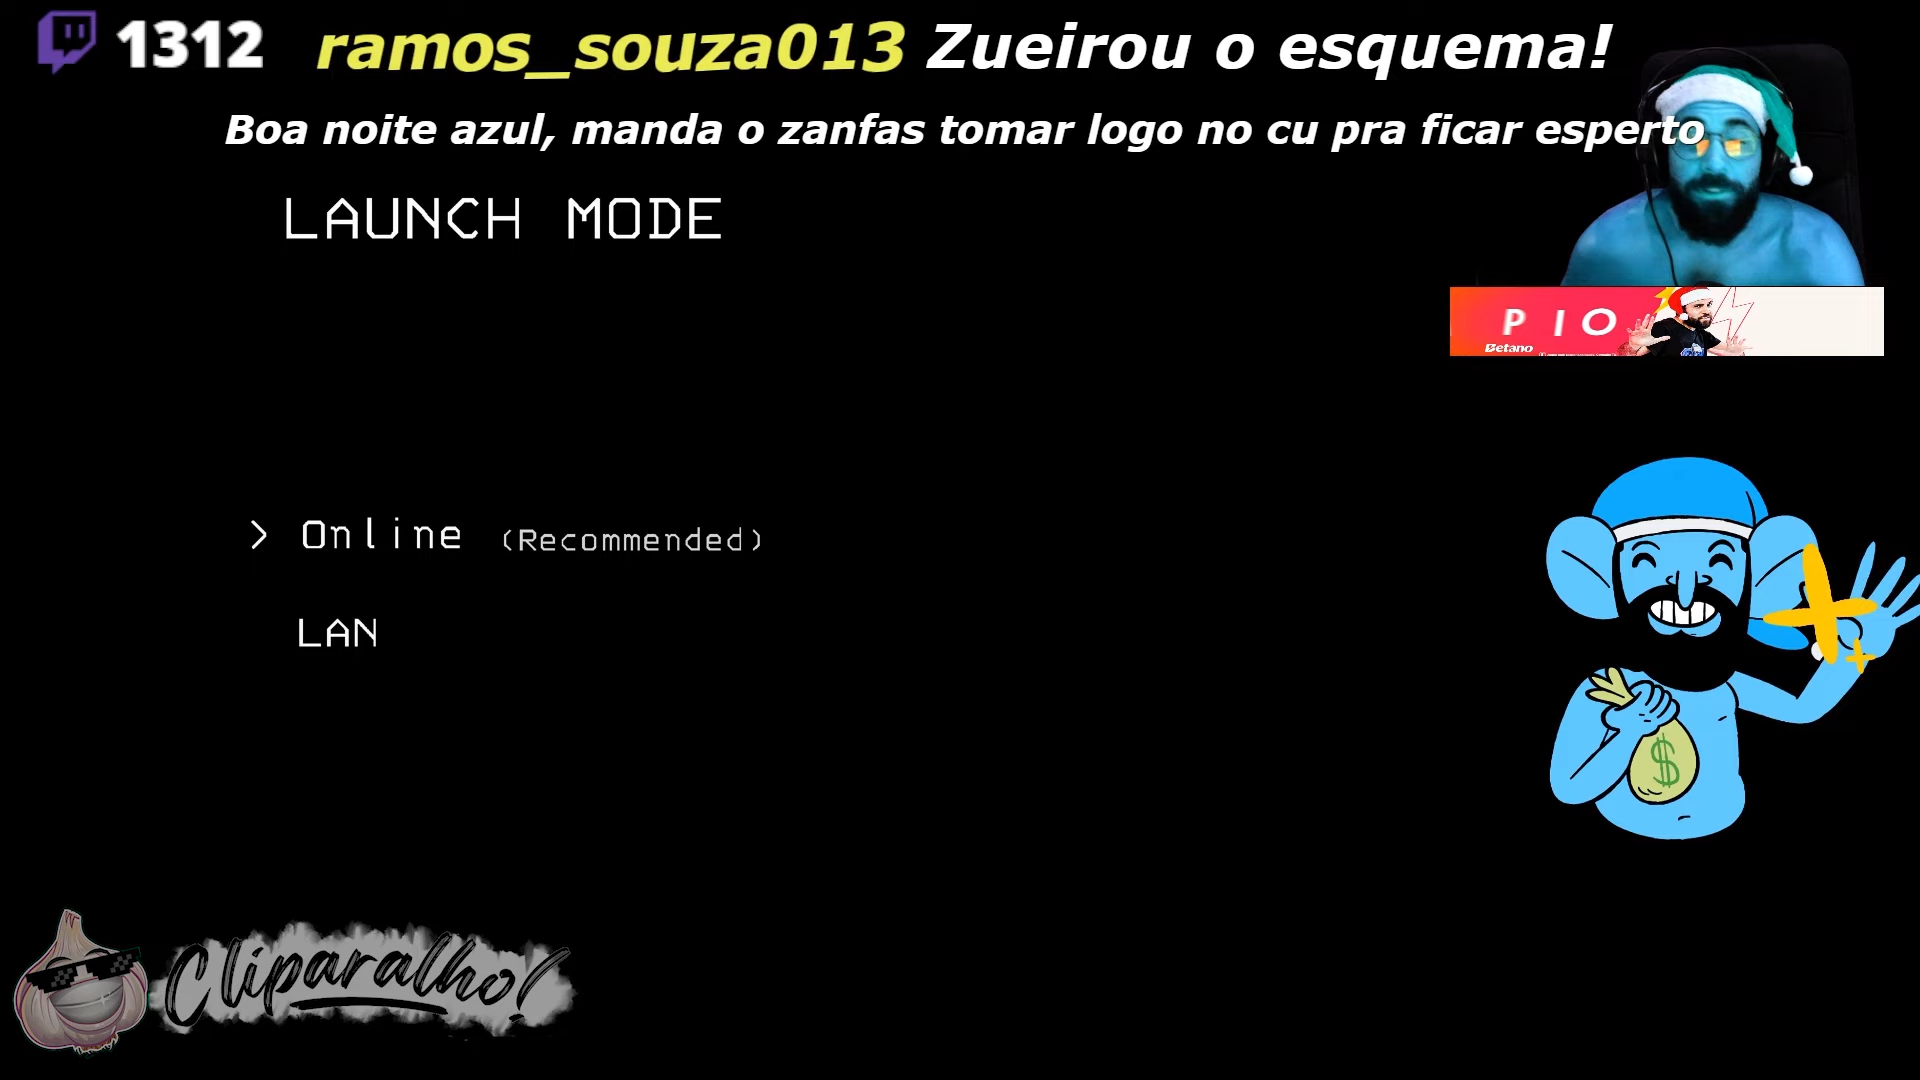 1312
ramos_souza013 Zueirou o esquema!
Boa noite azul, manda o zanfas tomar logo no cu pra ficar esperto
LAUNCH MODE
P I O
Betano
> Online (Recommended)
LAN
$
Cliparalho!